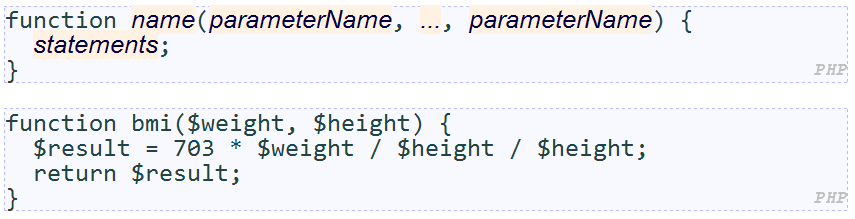 function name(parameterName, ..., parameterName) {
  statements;
}
PHP
function bmi($weight, $height) {
  $result = 703 * $weight / $height / $height;
  return $result;
}
PHP